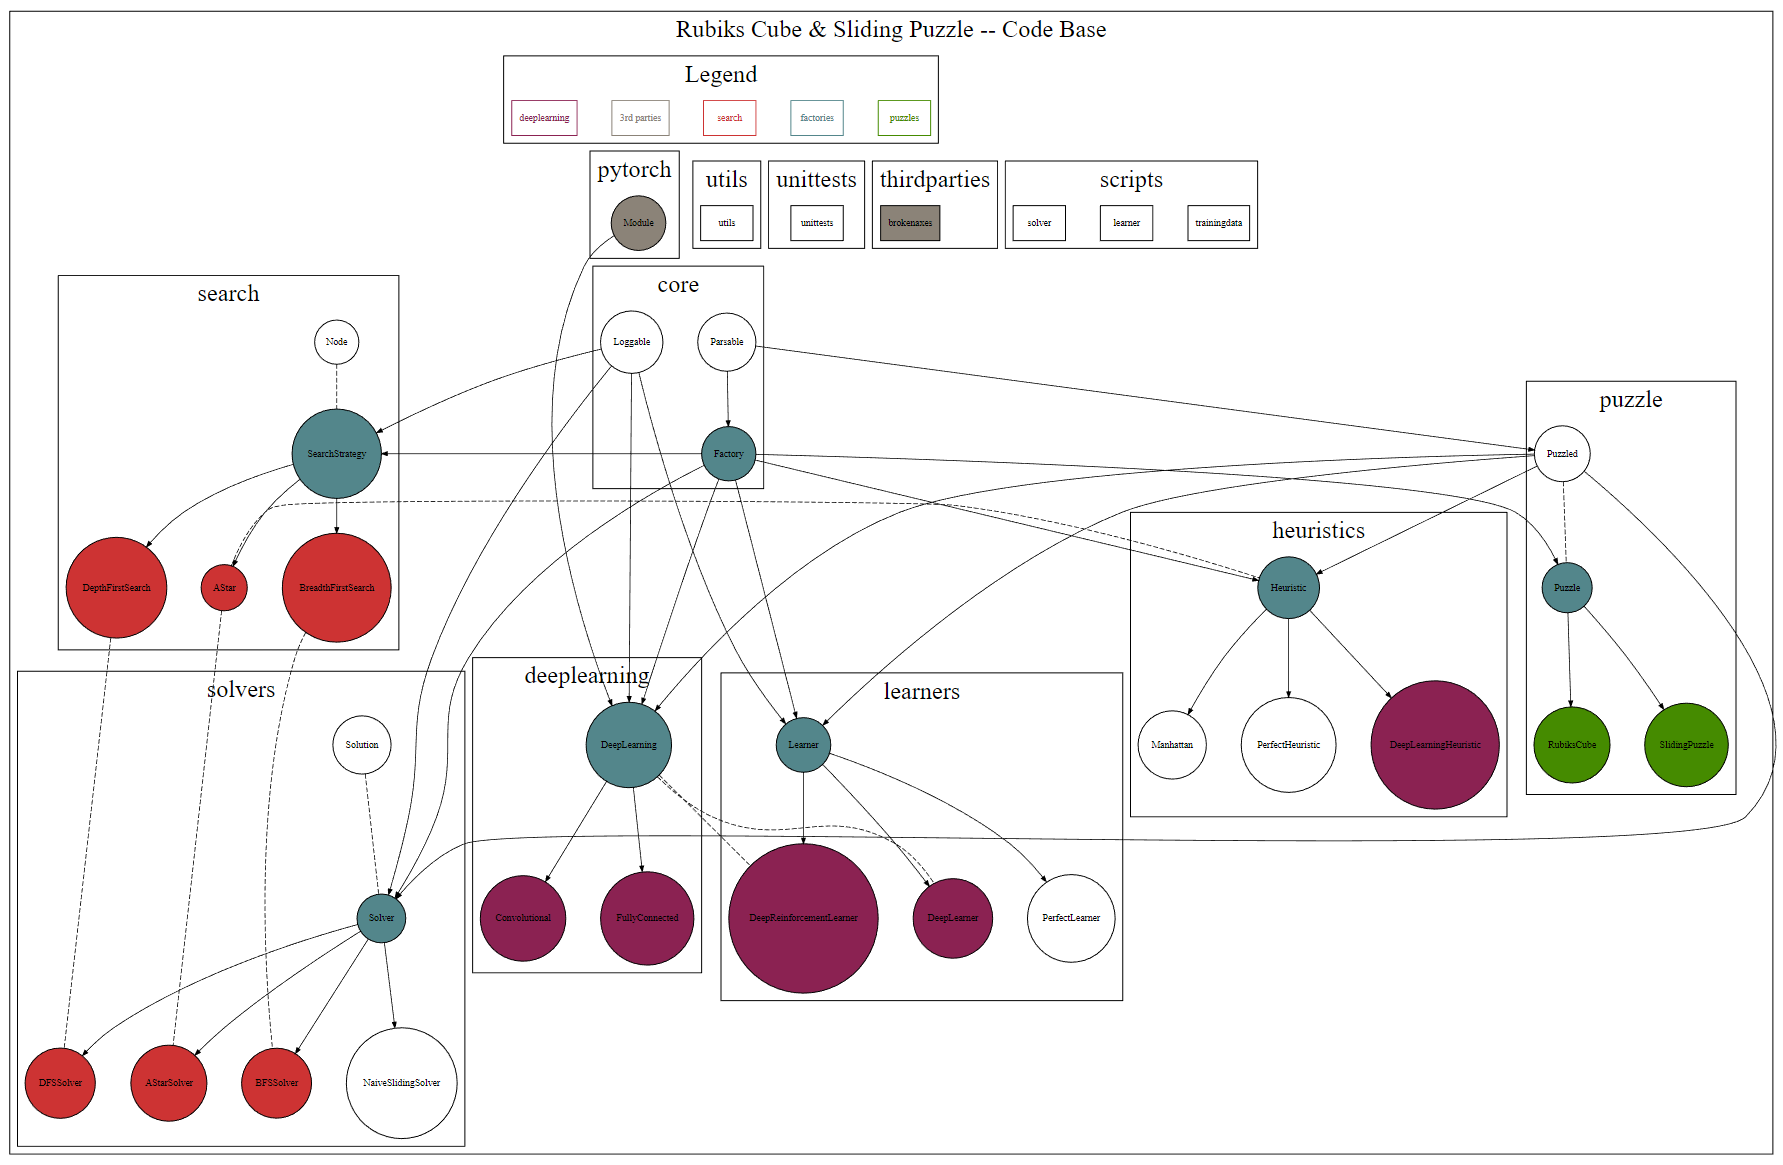 Rubiks Cube & Sliding Puzzle -- Code Base
Legend
deeplearning
3rd parties
search
factories
puzzles
pytorch
Module
utils
utils
unittests
unittests
thirdparties
brokenaxes
scripts
solver
learner
trainingdata
search
Node
SearchStrategy
DepthFirstSearch
AStar
BreadthFirstSearch
core
Loggable
Parsable
Factory
puzzle
Puzzled
Puzzle
RubiksCube
SlidingPuzzle
heuristics
Heuristic
Manhattan
PerfectHeuristic
DeepLearningHeuristic
solvers
Solution
Solver
DFSSolver
AStarSolver
BFSSolver
NaiveSlidingSolver
deeplearning
DeepLearning
Convolutional
FullyConnected
learners
Learner
DeepReinforcementLearner
DeepLearner
PerfectLearner